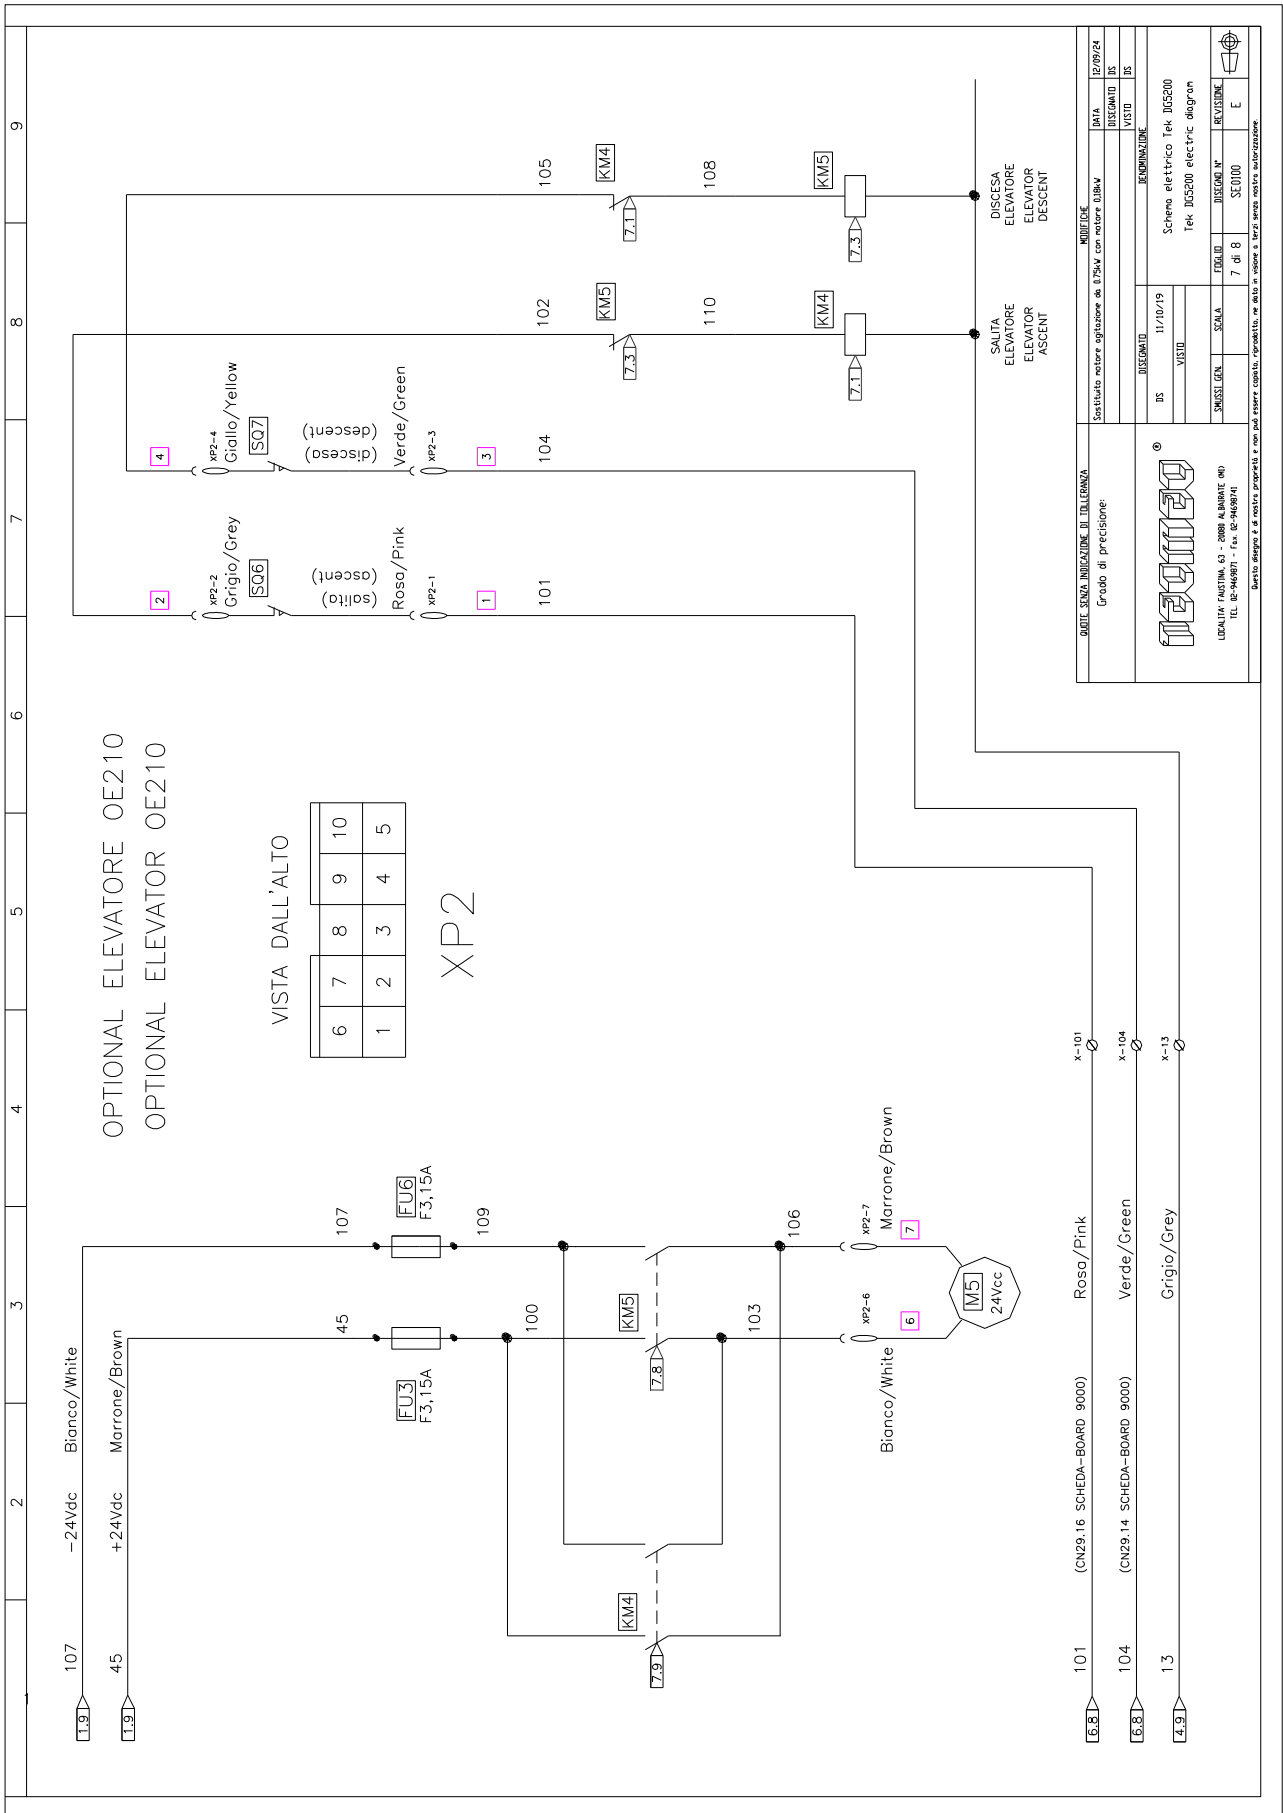 2
3
4
5
6
7
8
9
OPTIONAL ELEVATORE OE210
OPTIONAL ELEVATOR OE210
1.9
107
-24Vdc
Bianco/White
1.9
45
+24Vdc
Marrone/Brown
45
FU3
F3,15A
107
FU6
F3,15A
100
109
KM4
7.9
KM5
7.8
103
106
Bianco/White
XP2-6
6
XP2-7
7
Marrone/Brown
M5
24Vcc
VISTA DALL'ALTO
6 7 8 9 10
1 2 3 4 5
XP2
2
XP2-2
Grigio/Grey
SQ6
(salita)
(ascent)
Rosa/Pink
XP2-1
1
101
4
XP2-4
Giallo/Yellow
SQ7
(discesa)
(descent)
Verde/Green
XP2-3
3
104
102
KM5
7.3
110
KM4
7.1
SALITA
ELEVATORE
ELEVATOR
ASCENT
105
KM4
7.1
108
KM5
7.3
DISCESA
ELEVATORE
ELEVATOR
DESCENT
6.8
101
(CN29.16 SCHEDA-BOARD 9000)
Rosa/Pink
X-101
6.8
104
(CN29.14 SCHEDA-BOARD 9000)
Verde/Green
X-104
4.9
13
Grigio/Grey
X-13
QUOTE SENZA INDICAZIONE DI TOLLERANZA
Grado di precisione:
MODIFICHE
Sostituito motore agitazione da 0.75kW con motore 0.18kW
DATA
12/09/24
DISEGNATO
DS
VISTO
DS
DISEGNATO
DS
11/10/19
VISTO
DENOMINAZIONE
Schema elettrico Tek DG5200
Tek DG5200 electric diagram
SMUSSI GEN.
SCALA
FOGLIO
7 di 8
DISEGNO N°
SE0100
REVISIONE
E
®
LOCALITA' FAUSTINA, 63 - 20080 ALBAIRATE (MI)
TEL. 02-9469871 - Fax. 02-94698741
Questo disegno è di nostra proprietà e non può essere copiato, riprodotto, ne dato in visione a terzi senza nostra autorizzazione.